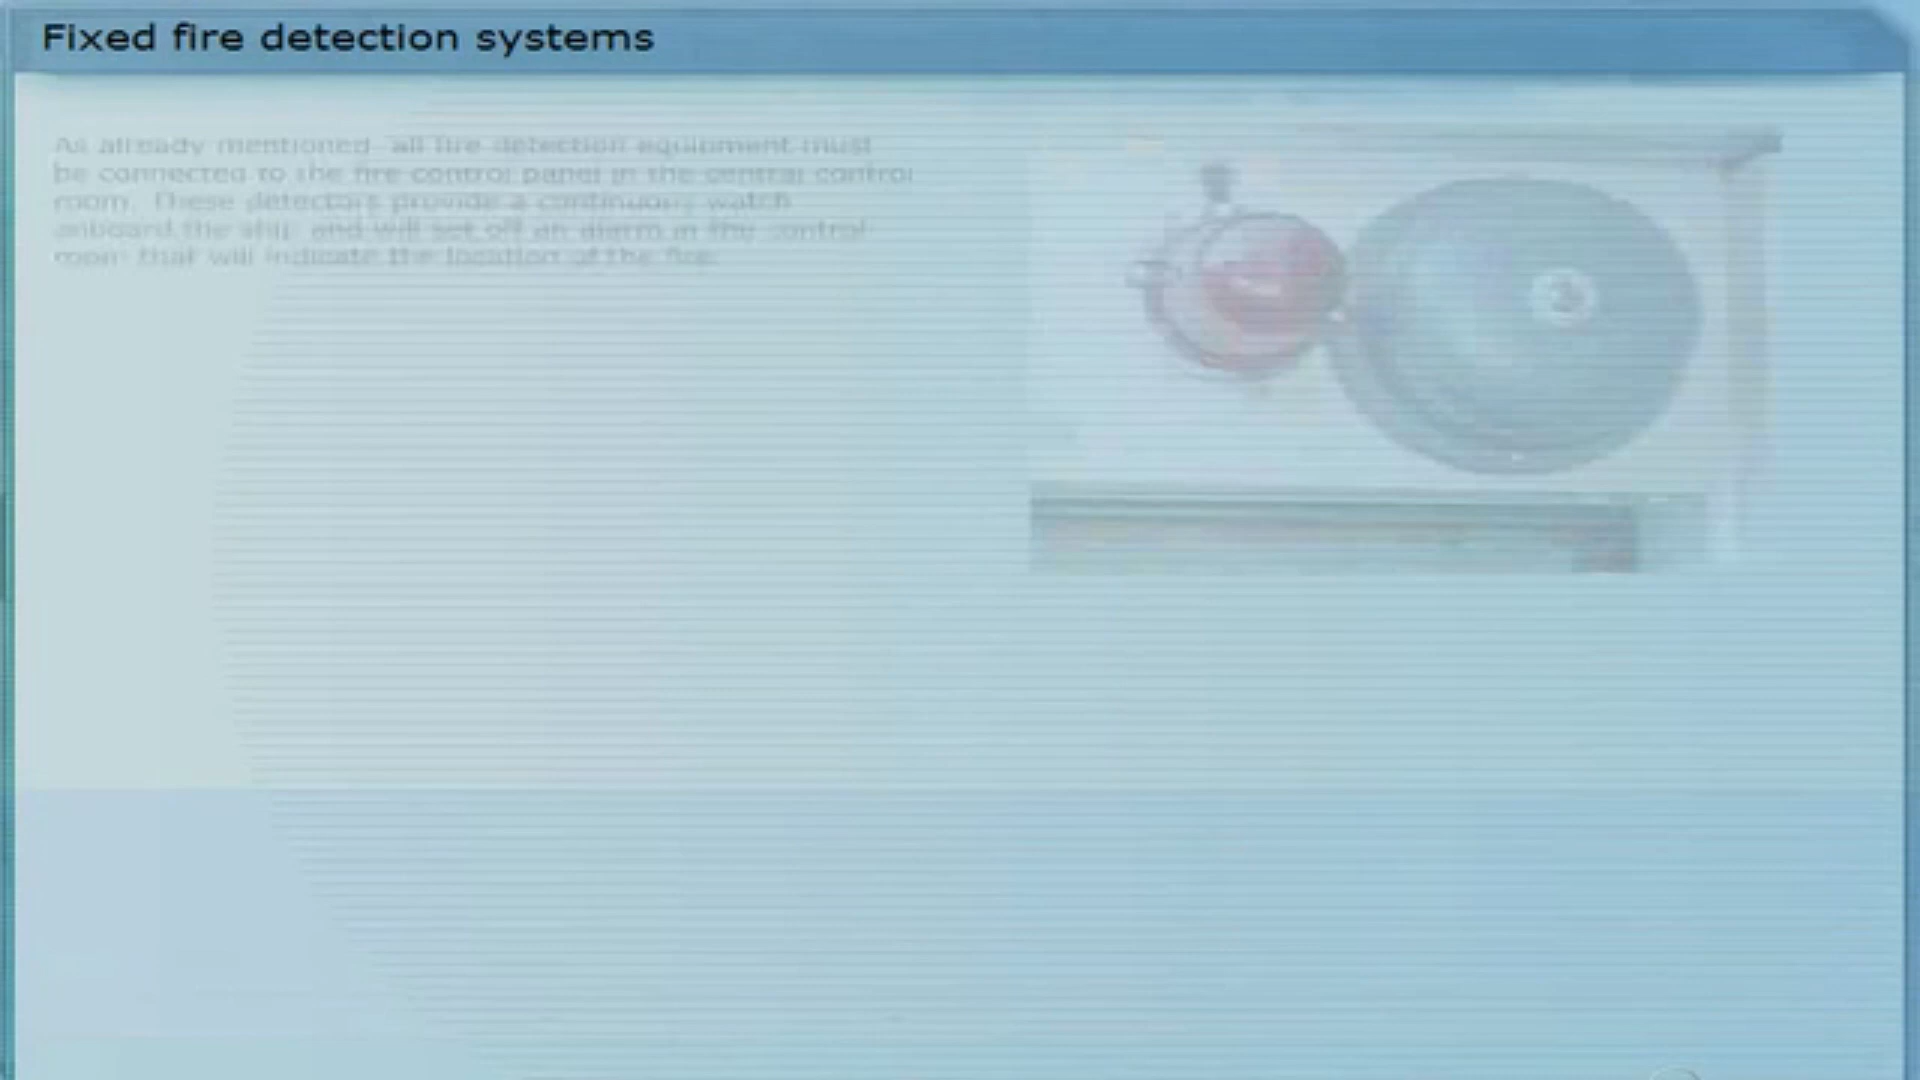 Fixed fire detection systems
As already mentioned, all fire detection equipment must
be connected to the fire control panel in the central control
room. These detectors provide a continuous watch
onboard the ship and will set off an alarm in the control
room that will indicate the location of the fire.